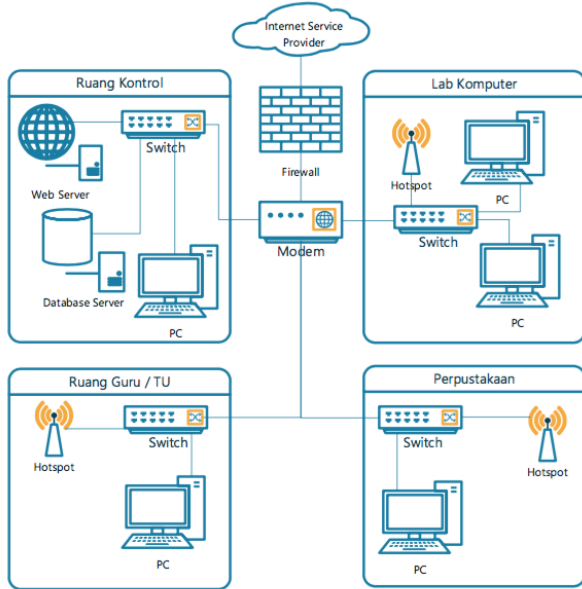 Internet Service
Provider
Firewall
Modem
Ruang Kontrol
Switch
Web Server
Database Server
PC
Lab Komputer
Hotspot
PC
Switch
PC
Ruang Guru / TU
Switch
Hotspot
PC
Perpustakaan
Switch
Hotspot
PC